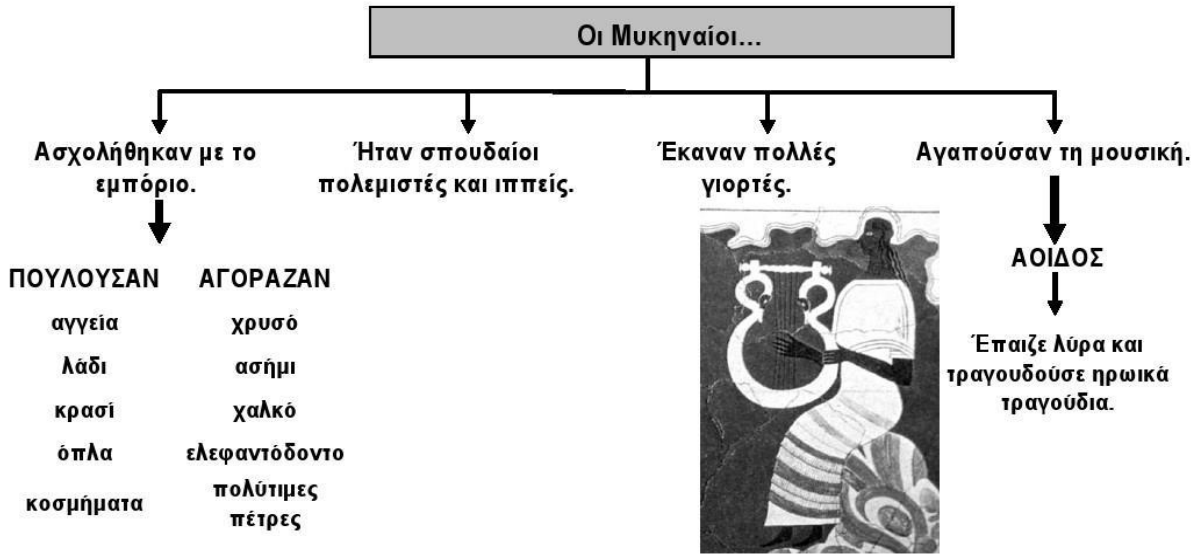 Οι Μυκηναίοι...
Ασχολήθηκαν με το
εμπόριο.
Ήταν σπουδαίοι
πολεμιστές και ιππείς.
Έκαναν πολλές
γιορτές.
Αγαπούσαν τη μουσική.
ΠΟΥΛΟΥΣΑΝ ΑΓΟΡΑΖΑΝ
αγγεία χρυσό
λάδι ασήμι
κρασί χαλκό
όπλα ελεφαντόδοντο
κοσμήματα πολύτιμες
πέτρες
ΑΟΙΔΟΣ
Έπαιζε λύρα και
τραγουδούσε ηρωικά
τραγούδια.